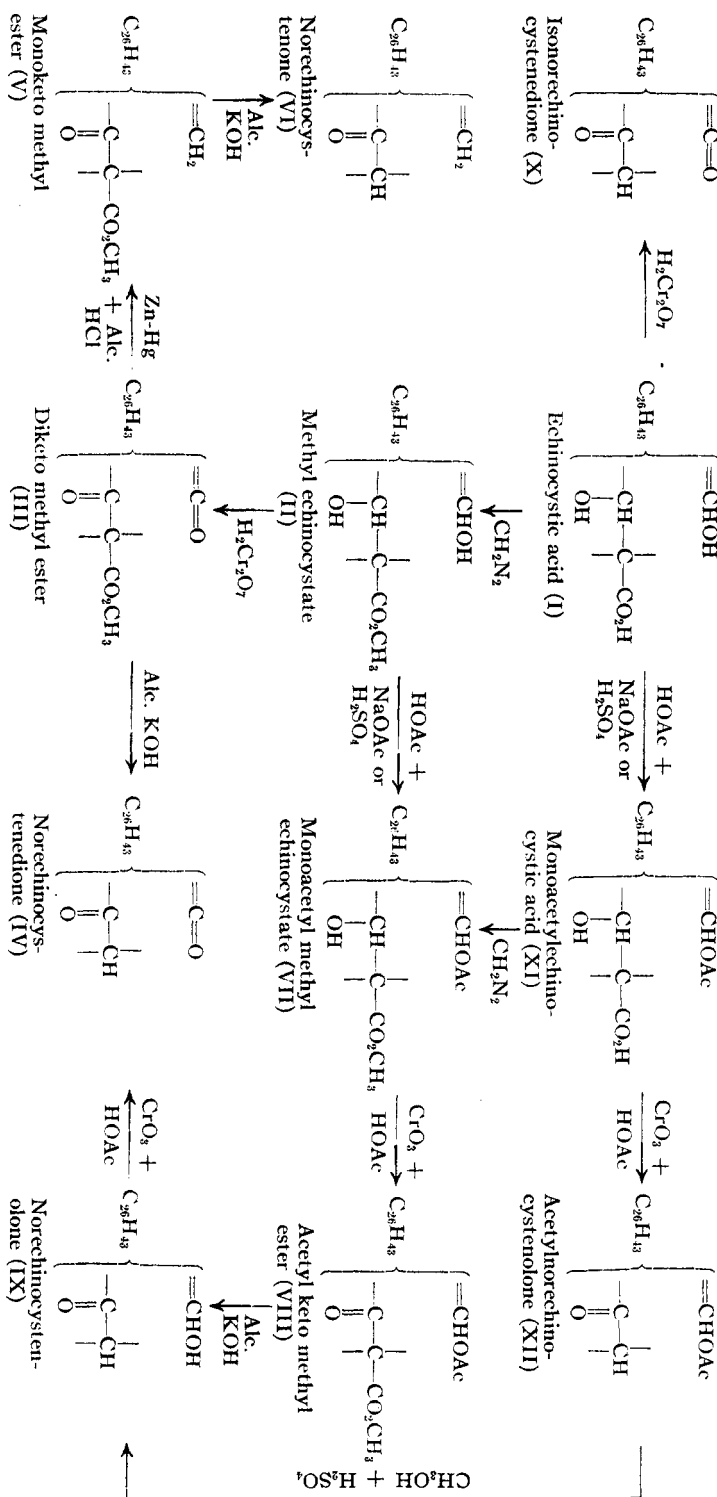 =C=O
C₂₆H₄₃
—C—CH
O
Isonorechino-
cystenedione (X)
H₂Cr₂O₇
=CHOH
C₂₆H₄₃
—CH—C—CO₂H
OH
Echinocystic acid (I)
HOAc +
NaOAc or
H₂SO₄
=CHOAc
C₂₆H₄₃
—CH—C—CO₂H
OH
Monoacetylechino-
cystic acid (XI)
CrO₃ +
HOAc
=CHOAc
C₂₆H₄₃
—C—CH
O
Acetylnorechino-
cystenolone (XII)
CH₂N₂
CH₂N₂
CH₃OH + H₂SO₄
=CH₂
C₂₆H₄₃
—C—CH
O
Norechinocys-
tenone (VI)
=CHOH
C₂₆H₄₃
—CH—C—CO₂CH₃
OH
Methyl echinocystate
(II)
HOAc +
NaOAc or
H₂SO₄
=CHOAc
C₂₆H₄₃
—CH—C—CO₂CH₃
OH
Monoacetyl methyl
echinocystate (VII)
CrO₃ +
HOAc
=CHOAc
C₂₆H₄₃
—C—C—CO₂CH₃
O
Acetyl keto methyl
ester (VIII)
Alc.
KOH
H₂Cr₂O₇
Alc.
KOH
=CH₂
C₂₆H₄₃
—C—C—CO₂CH₃
O
Monoketo methyl
ester (V)
Zn-Hg
+ Alc.
HCl
=C=O
C₂₆H₄₃
—C—C—CO₂CH₃
O
Diketo methyl ester
(III)
Alc. KOH
=C=O
C₂₆H₄₃
—C—CH
O
Norechinocys-
tenedione (IV)
CrO₃ +
HOAc
=CHOH
C₂₆H₄₃
—C—CH
O
Norechinocysten-
olone (IX)